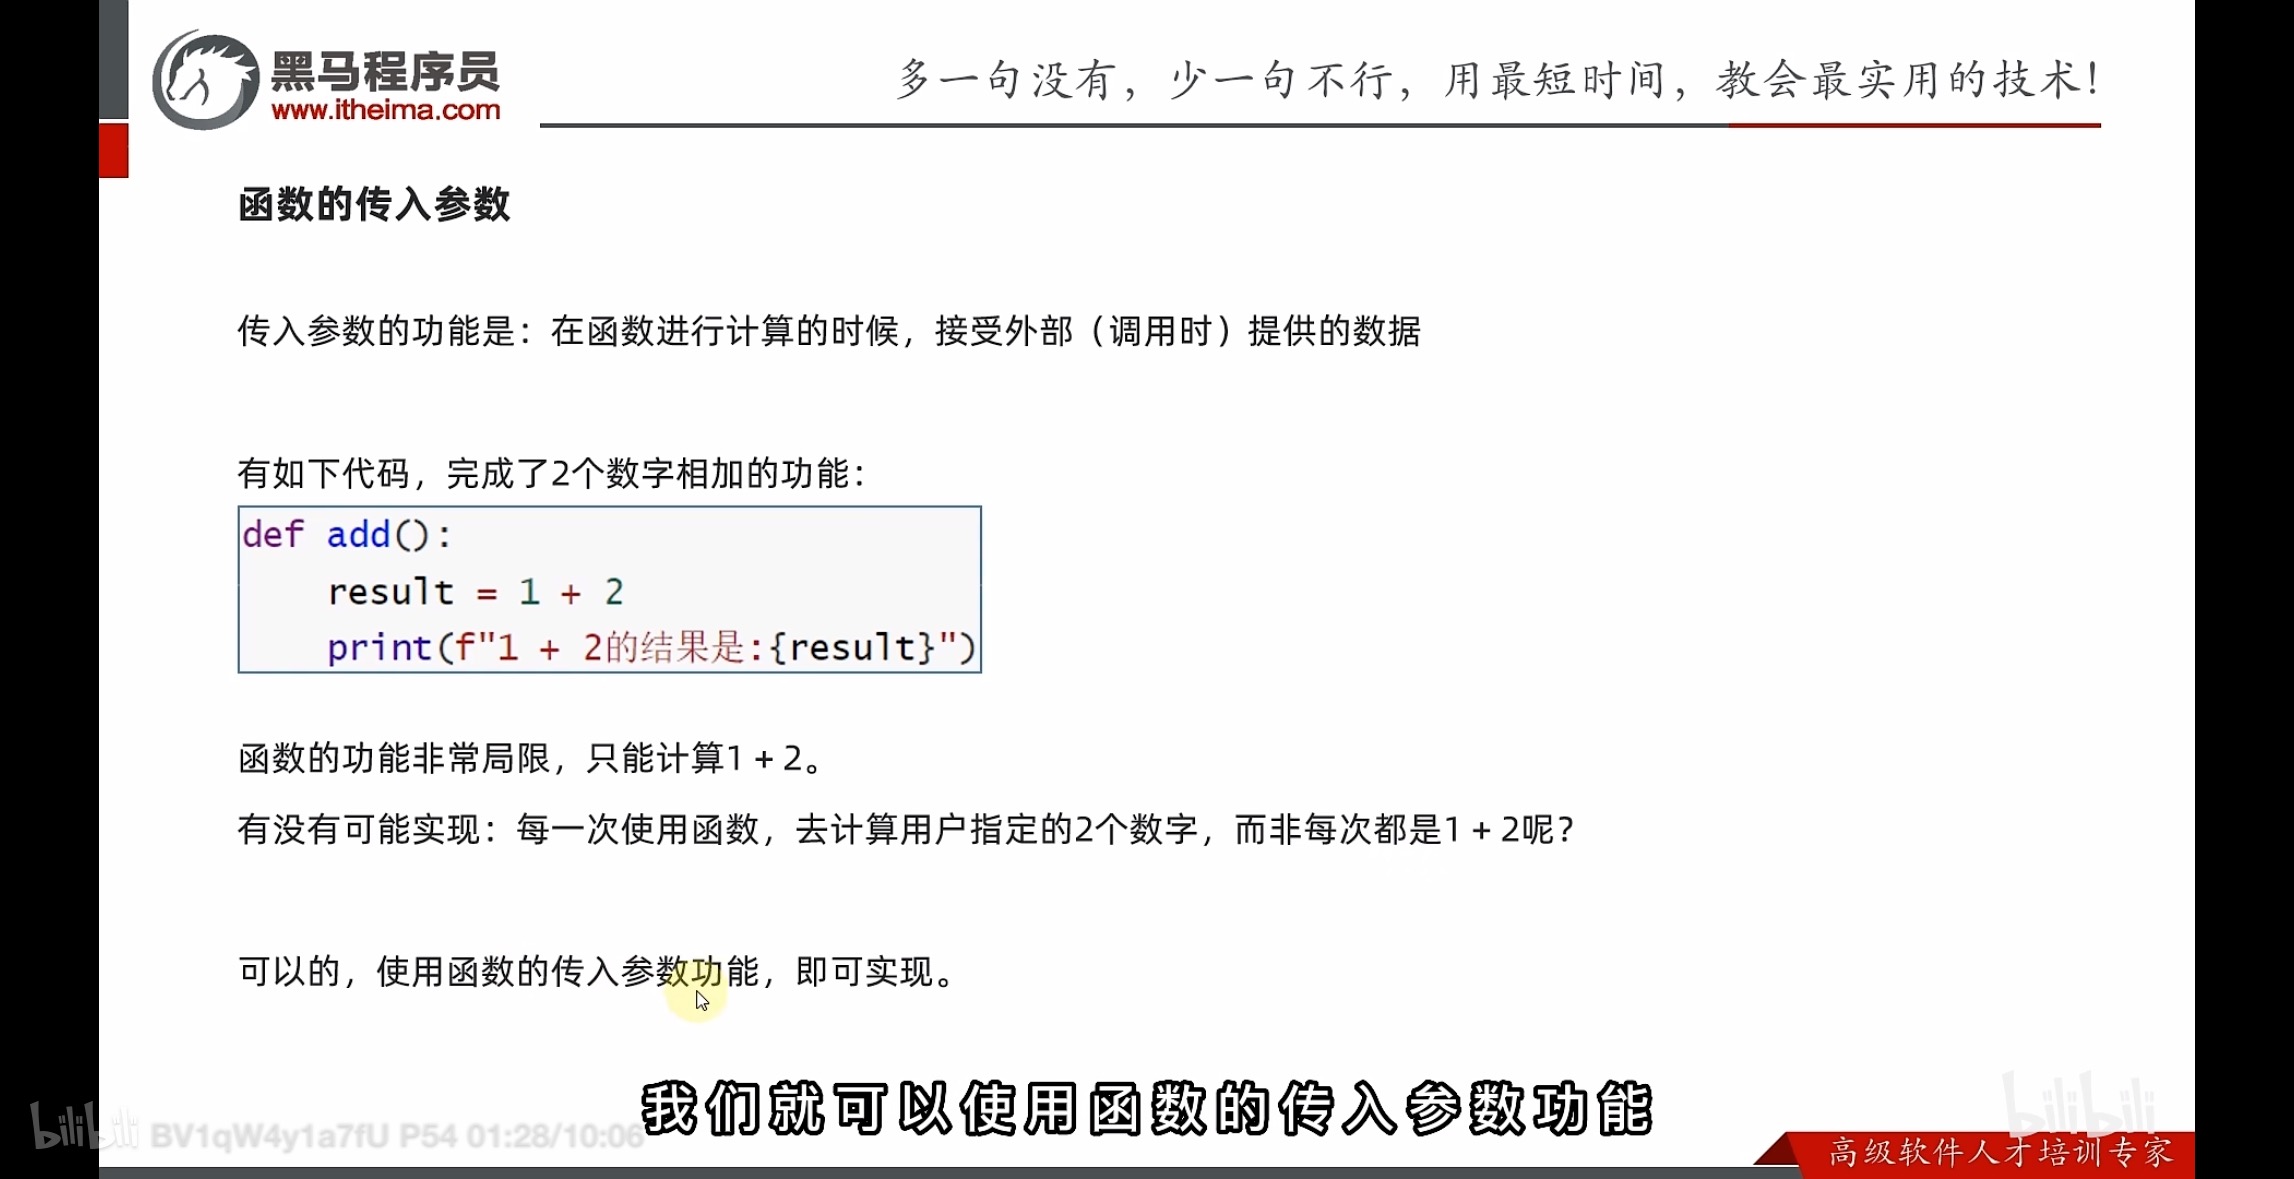 黑马程序员
www.itheima.com
多一句没有，少一句不行，用最短时间，教会最实用的技术！
函数的传入参数
传入参数的功能是：在函数进行计算的时候，接受外部（调用时）提供的数据
有如下代码，完成了2个数字相加的功能：
def add():
    result = 1 + 2
    print(f"1 + 2的结果是:{result}")
函数的功能非常局限，只能计算1 + 2。
有没有可能实现：每一次使用函数，去计算用户指定的2个数字，而非每次都是1 + 2呢？
可以的，使用函数的传入参数功能，即可实现。
我们就可以使用函数的传入参数功能
bilibili BV1qW4y1a7fU P54 01:28/10:06
bilibili
高级软件人才培训专家